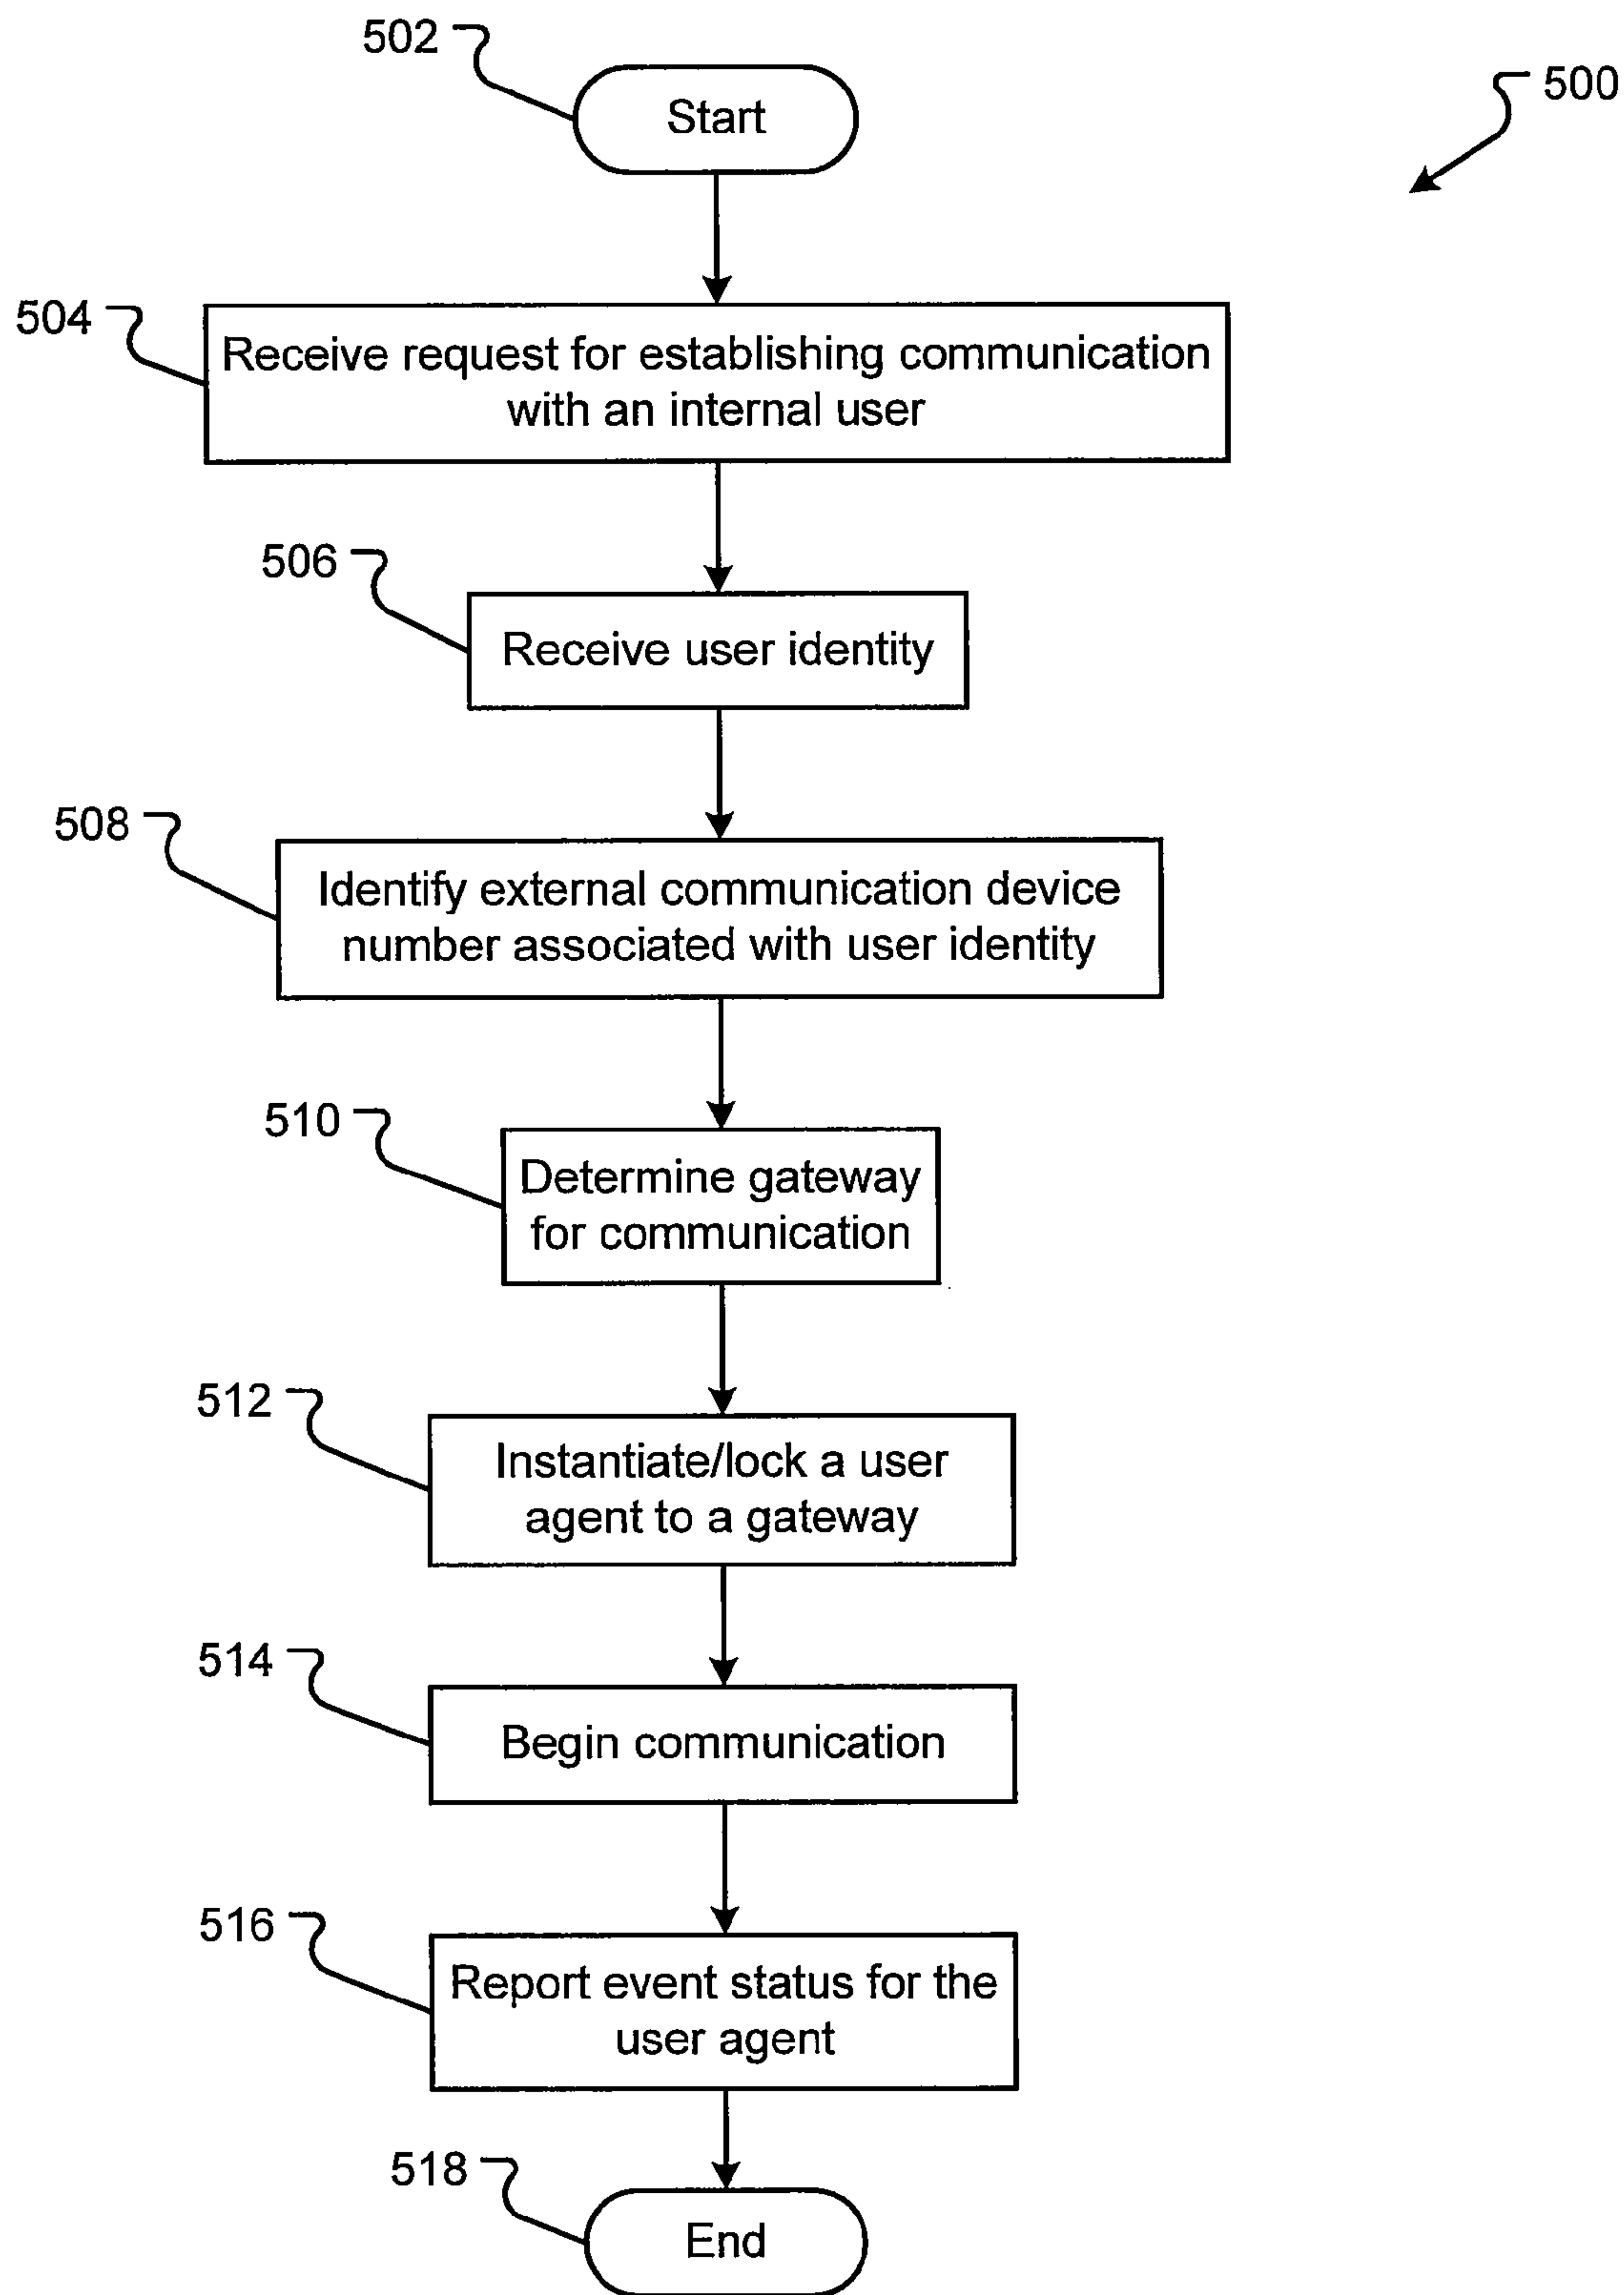 502
Start
500
504
Receive request for establishing communication
with an internal user
506
Receive user identity
508
Identify external communication device
number associated with user identity
510
Determine gateway
for communication
512
Instantiate/lock a user
agent to a gateway
514
Begin communication
516
Report event status for the
user agent
518
End